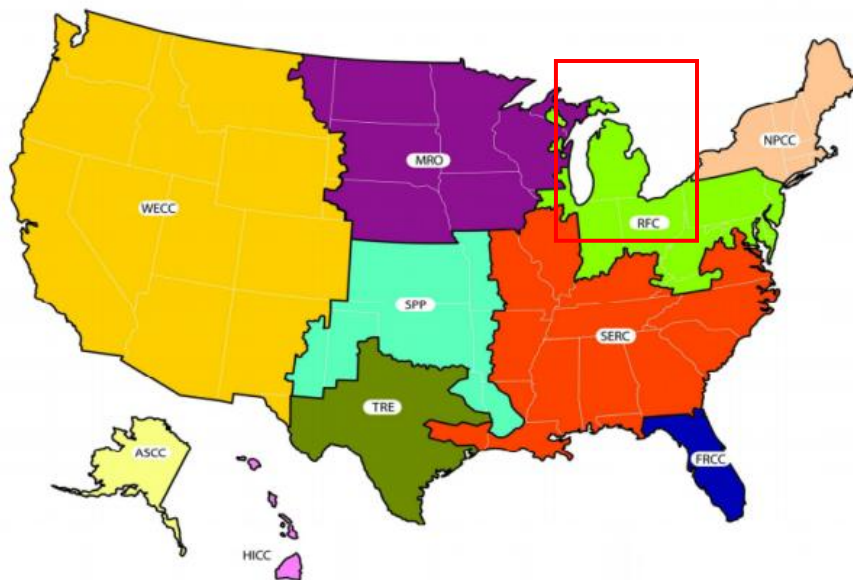 NPCC
MRO
WECC
RFC
SPP
SERC
TRE
ASCC
FRCC
HICC